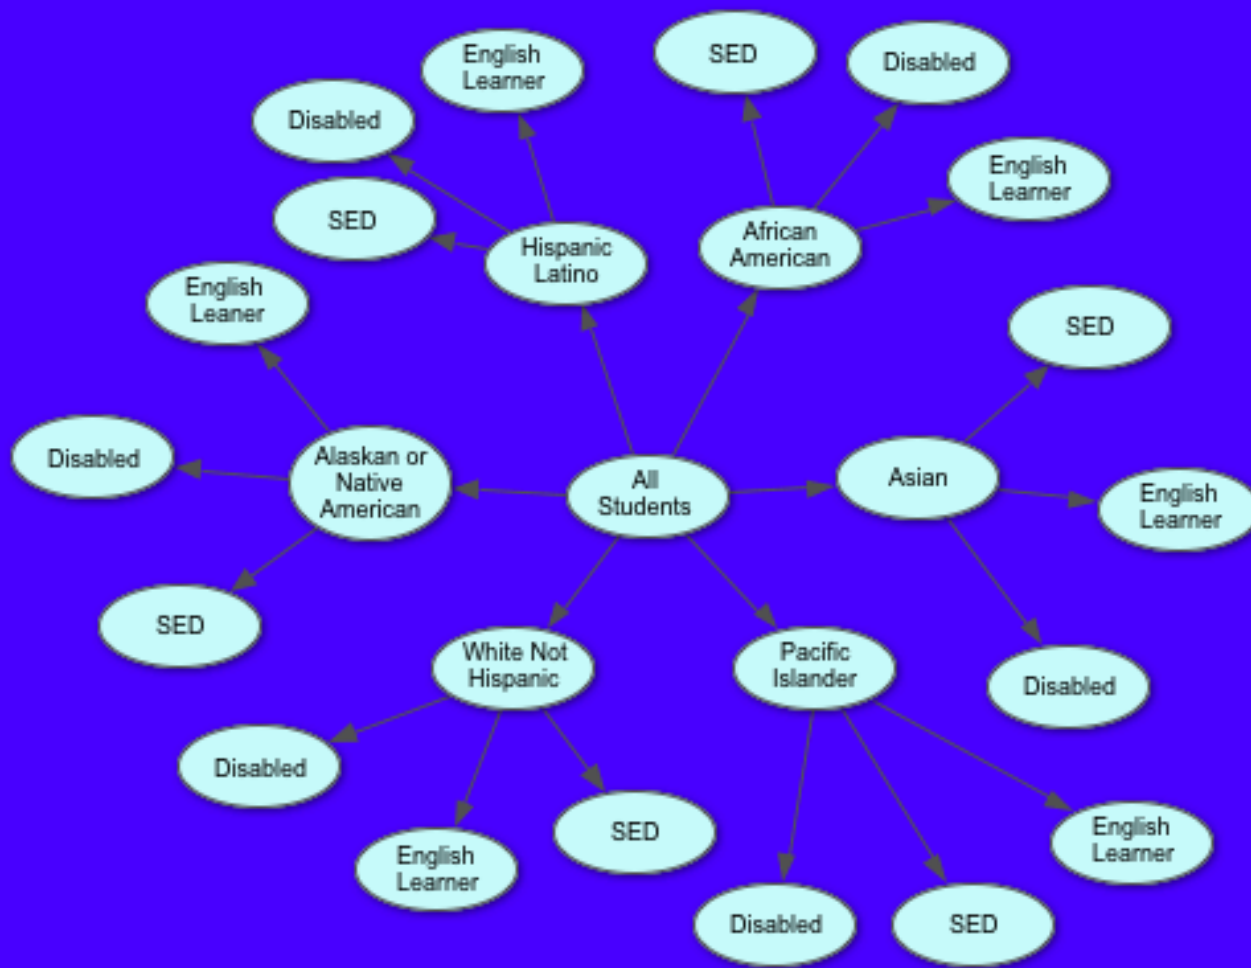 English
Learner
SED
Disabled
Disabled
English
Learner
SED
Hispanic
Latino
African
American
English
Leaner
SED
Disabled
Alaskan or
Native
American
All
Students
Asian
English
Learner
SED
White Not
Hispanic
Pacific
Islander
Disabled
Disabled
English
Learner
SED
English
Learner
Disabled
SED